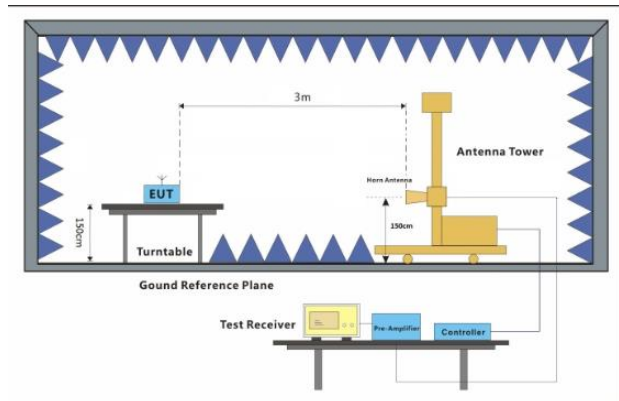 3m
Antenna Tower
Horn Antenna
EUT
150cm
150cm
Turntable
Gound Reference Plane
Test Receiver
Pre-Amplifier
Controller